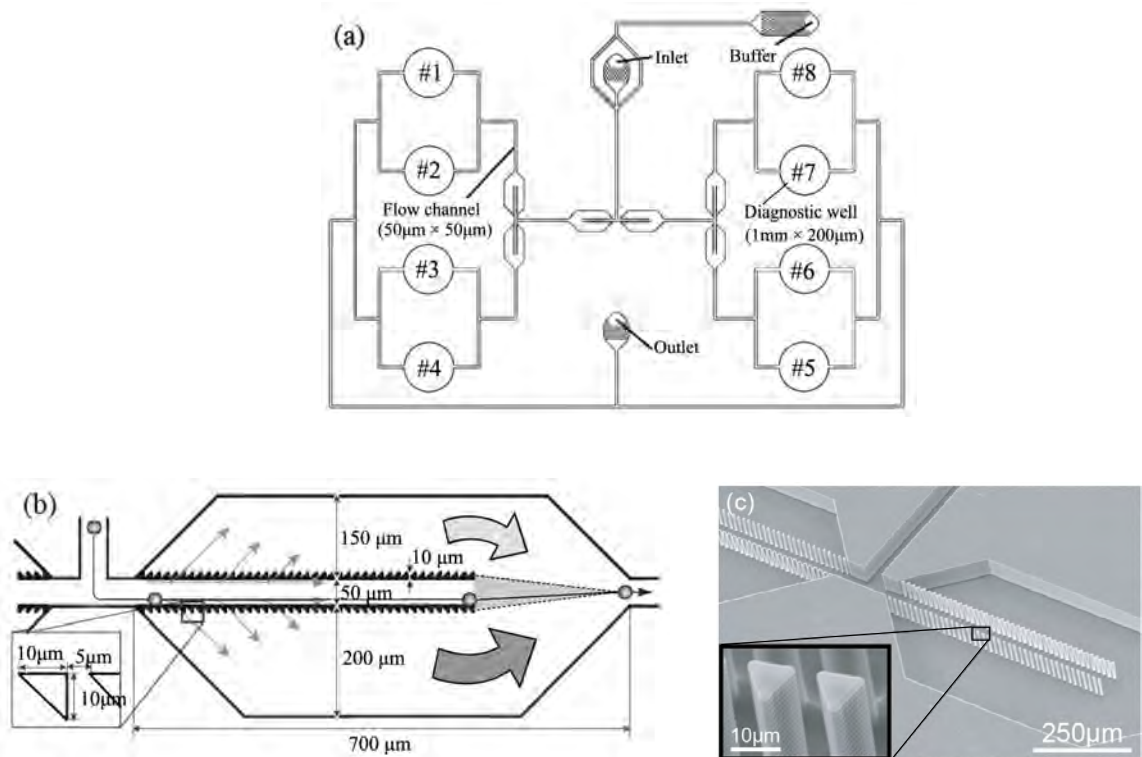 (a)
Inlet
Buffer
#1
#2
#3
#4
#8
#7
#6
#5
Flow channel
(50μm × 50μm)
Diagnostic well
(1mm × 200μm)
Outlet
(b)
150 μm
10 μm
50 μm
200 μm
10μm
5μm
10μm
700 μm
(c)
10μm
250μm